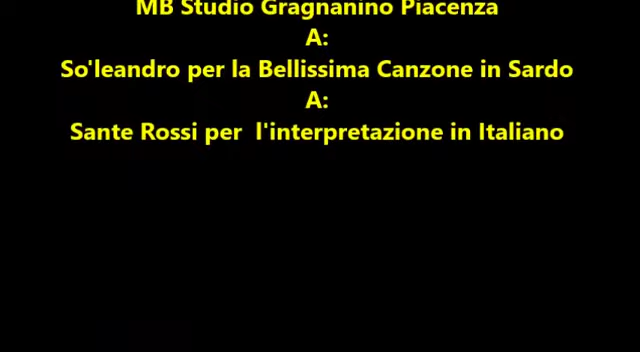 MB Studio Gragnanino Piacenza
A:
So'leandro per la Bellissima Canzone in Sardo
A:
Sante Rossi per  l'interpretazione in Italiano